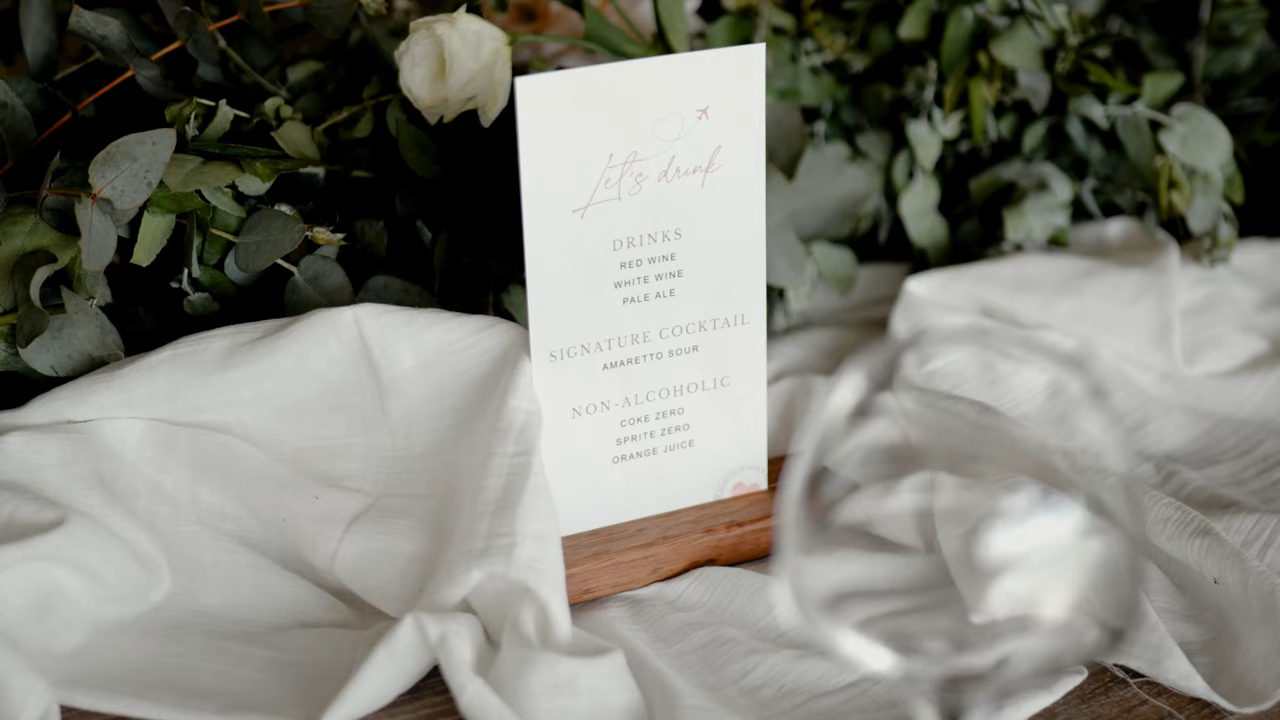 Let's drink
DRINKS
RED WINE
WHITE WINE
PALE ALE
SIGNATURE COCKTAIL
AMARETTO SOUR
NON-ALCOHOLIC
COKE ZERO
SPRITE ZERO
ORANGE JUICE